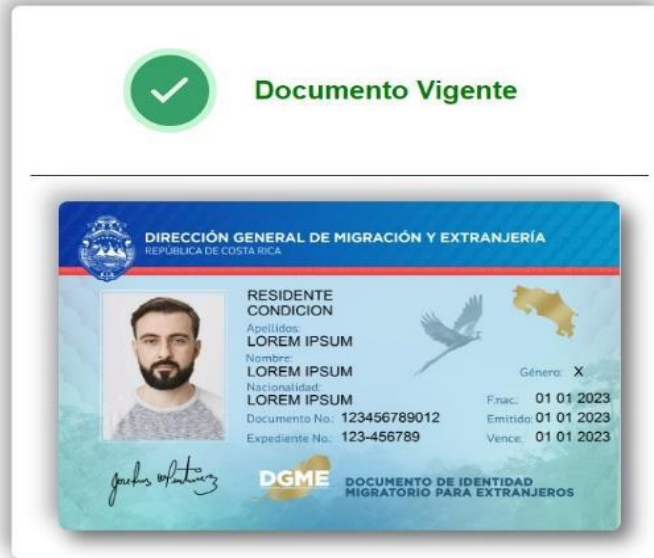 Documento Vigente
DIRECCIÓN GENERAL DE MIGRACIÓN Y EXTRANJERÍA
REPÚBLICA DE COSTA RICA
RESIDENTE
CONDICION
Apellidos:
LOREM IPSUM
Nombre:
LOREM IPSUM
Nacionalidad:
LOREM IPSUM
Documento No.: 123456789012
Expediente No.: 123-456789
Género: X
F.nac. 01 01 2023
Emitido: 01 01 2023
Vence: 01 01 2023
DGME
DOCUMENTO DE IDENTIDAD
MIGRATORIO PARA EXTRANJEROS